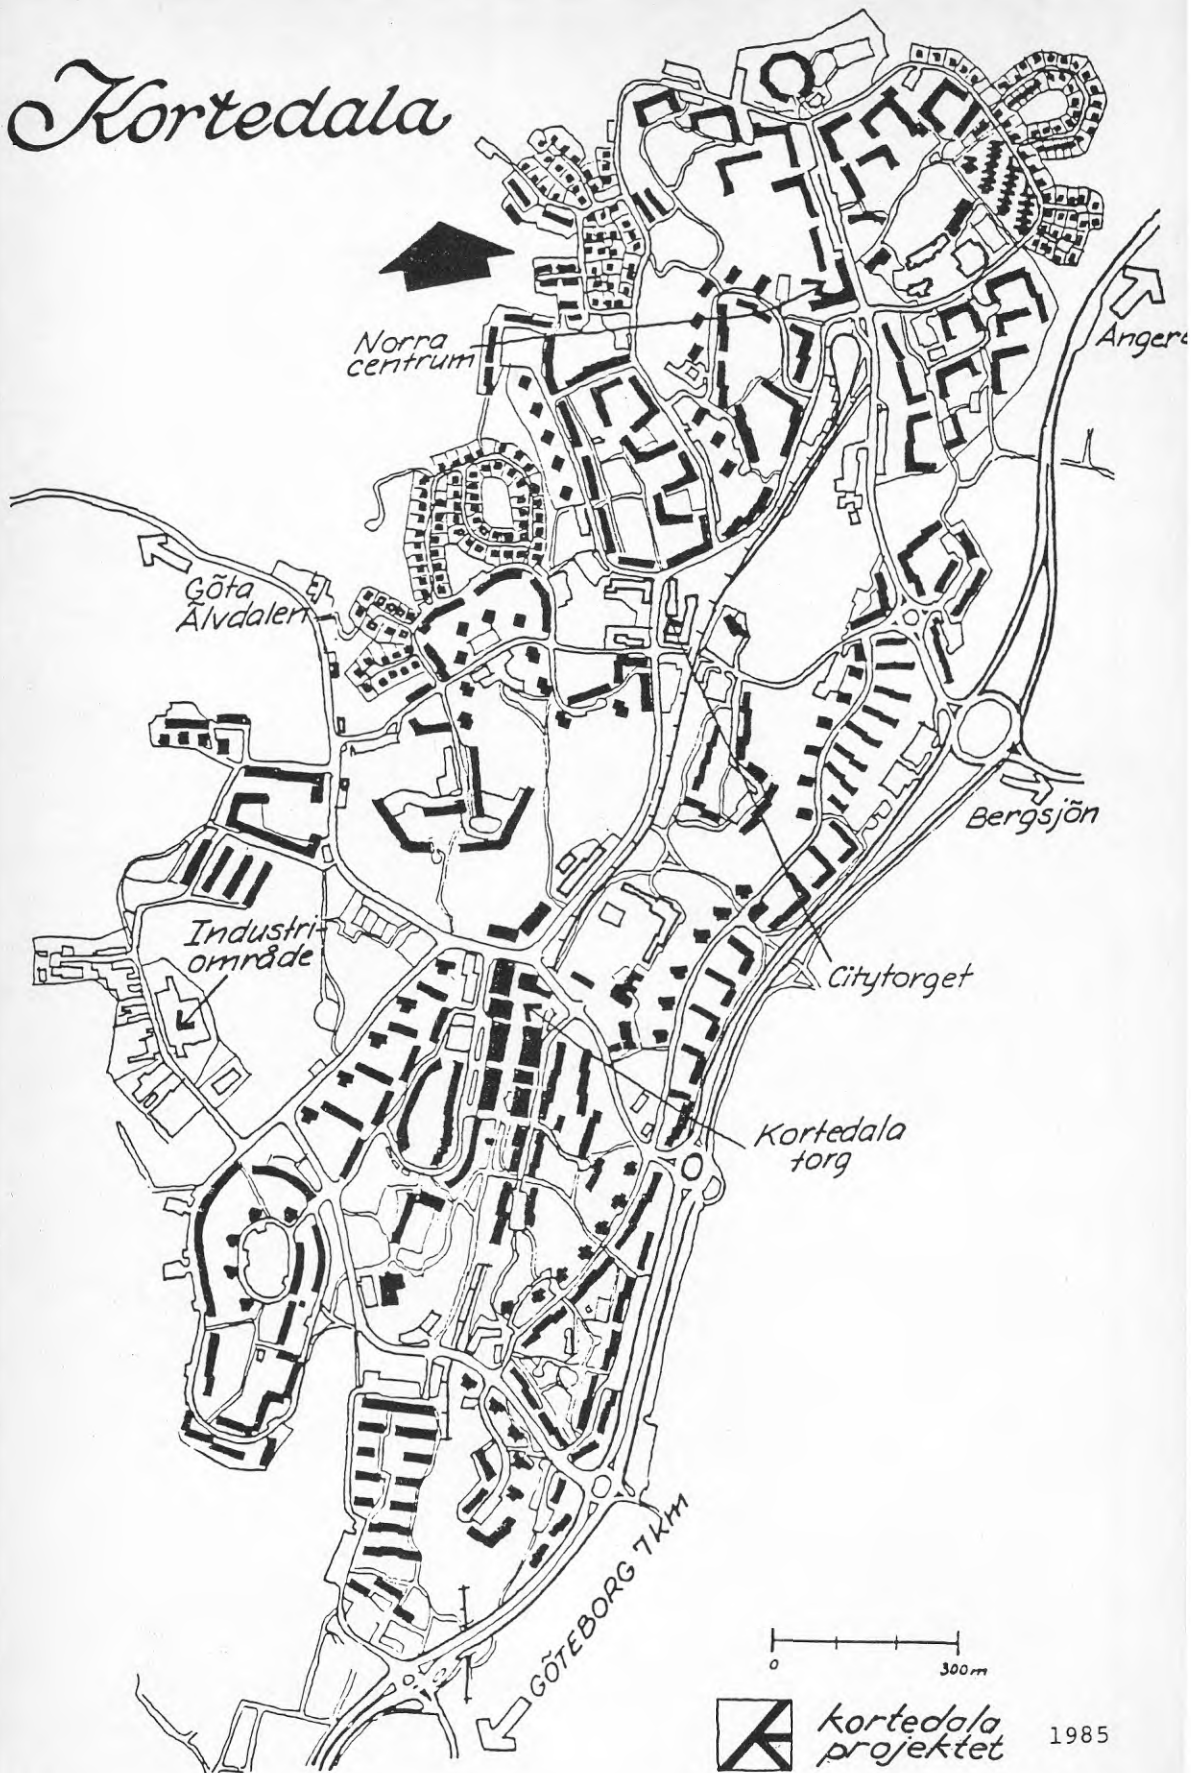 Kortedala
Norra
centrum
Göta
Älvdalen
Bergsjön
Industri-
område
Citytorget
Kortedala
torg
GÖTEBORG 7 km
0 300m
kortedala
projektet
1985